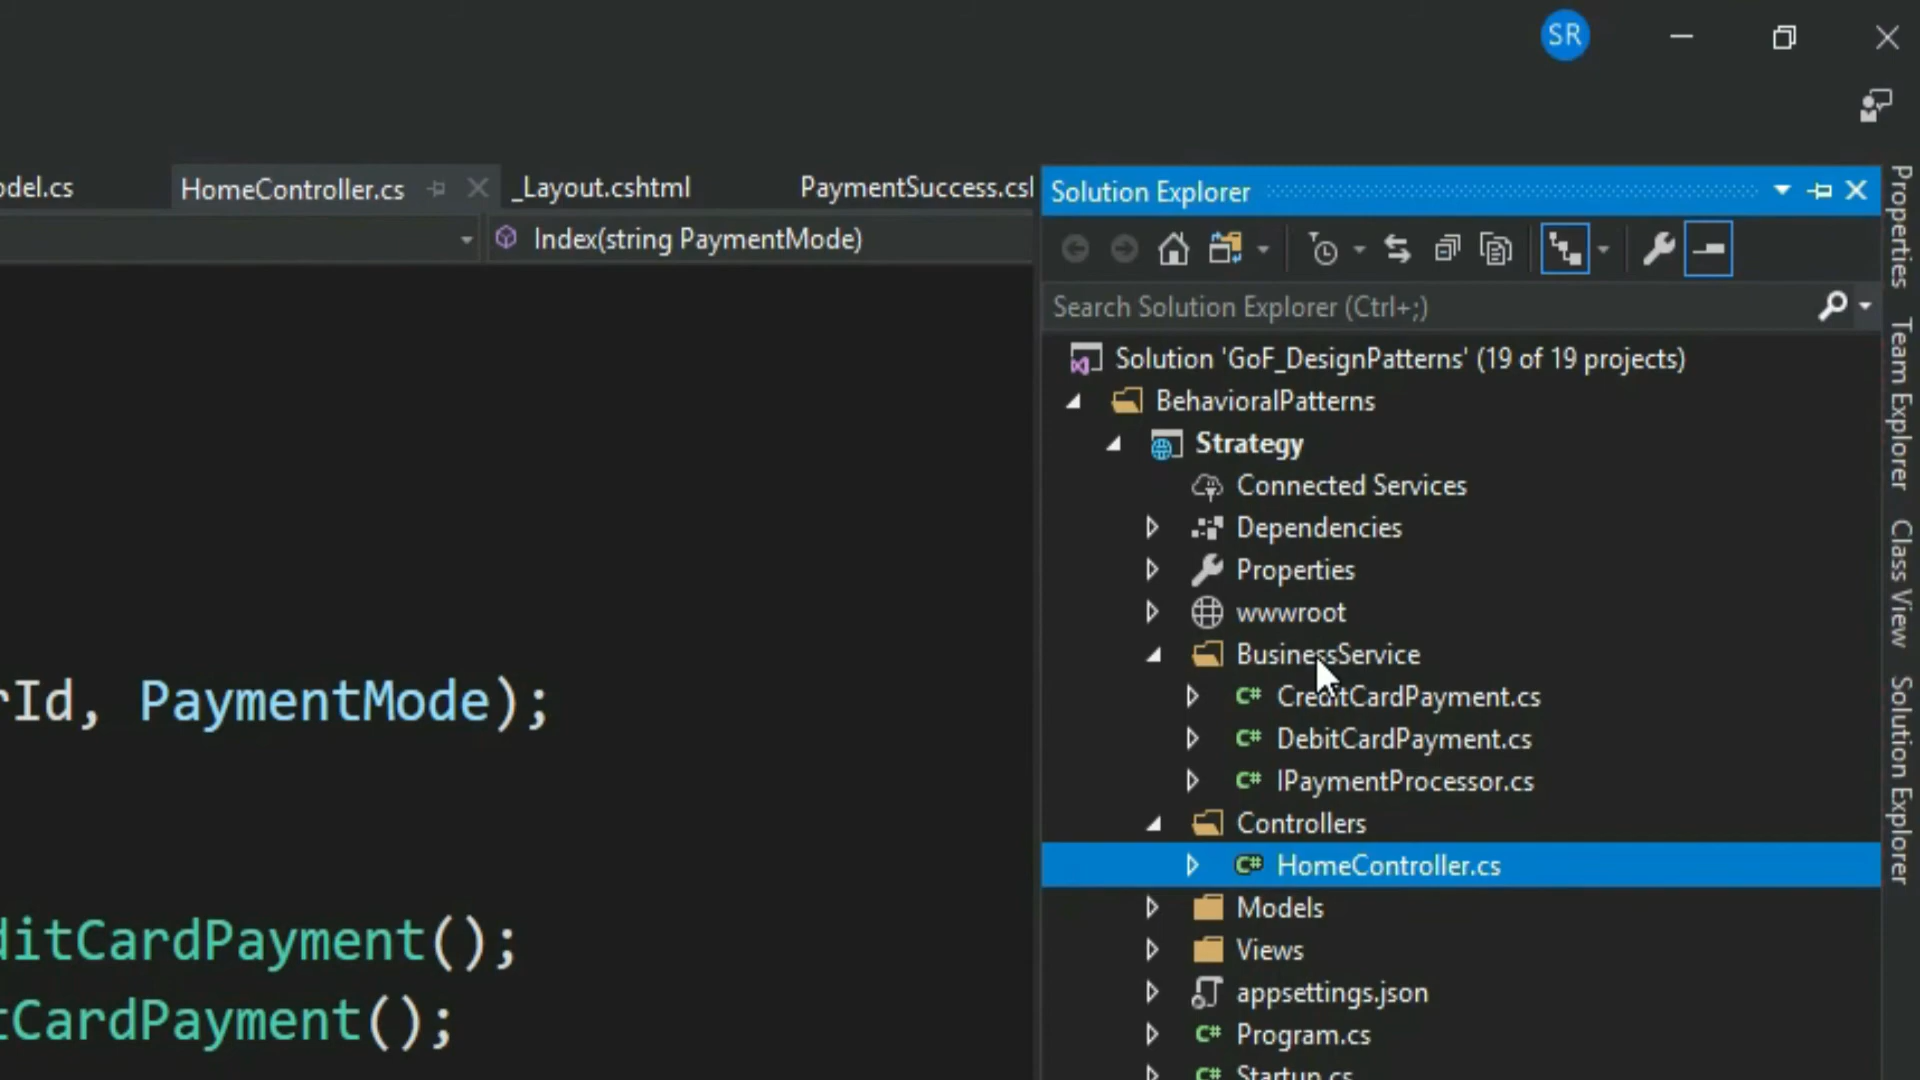 SR
odel.cs
HomeController.cs
_Layout.cshtml
PaymentSuccess.csl
Index(string PaymentMode)
rId, PaymentMode);
ditCardPayment();
tCardPayment();
Solution Explorer
Search Solution Explorer (Ctrl+;)
Solution 'GoF_DesignPatterns' (19 of 19 projects)
BehavioralPatterns
Strategy
Connected Services
Dependencies
Properties
wwwroot
BusinessService
C# CreditCardPayment.cs
C# DebitCardPayment.cs
C# IPaymentProcessor.cs
Controllers
C# HomeController.cs
Models
Views
appsettings.json
C# Program.cs
C# Startup.cs
Properties
Team Explorer
Class View
Solution Explorer